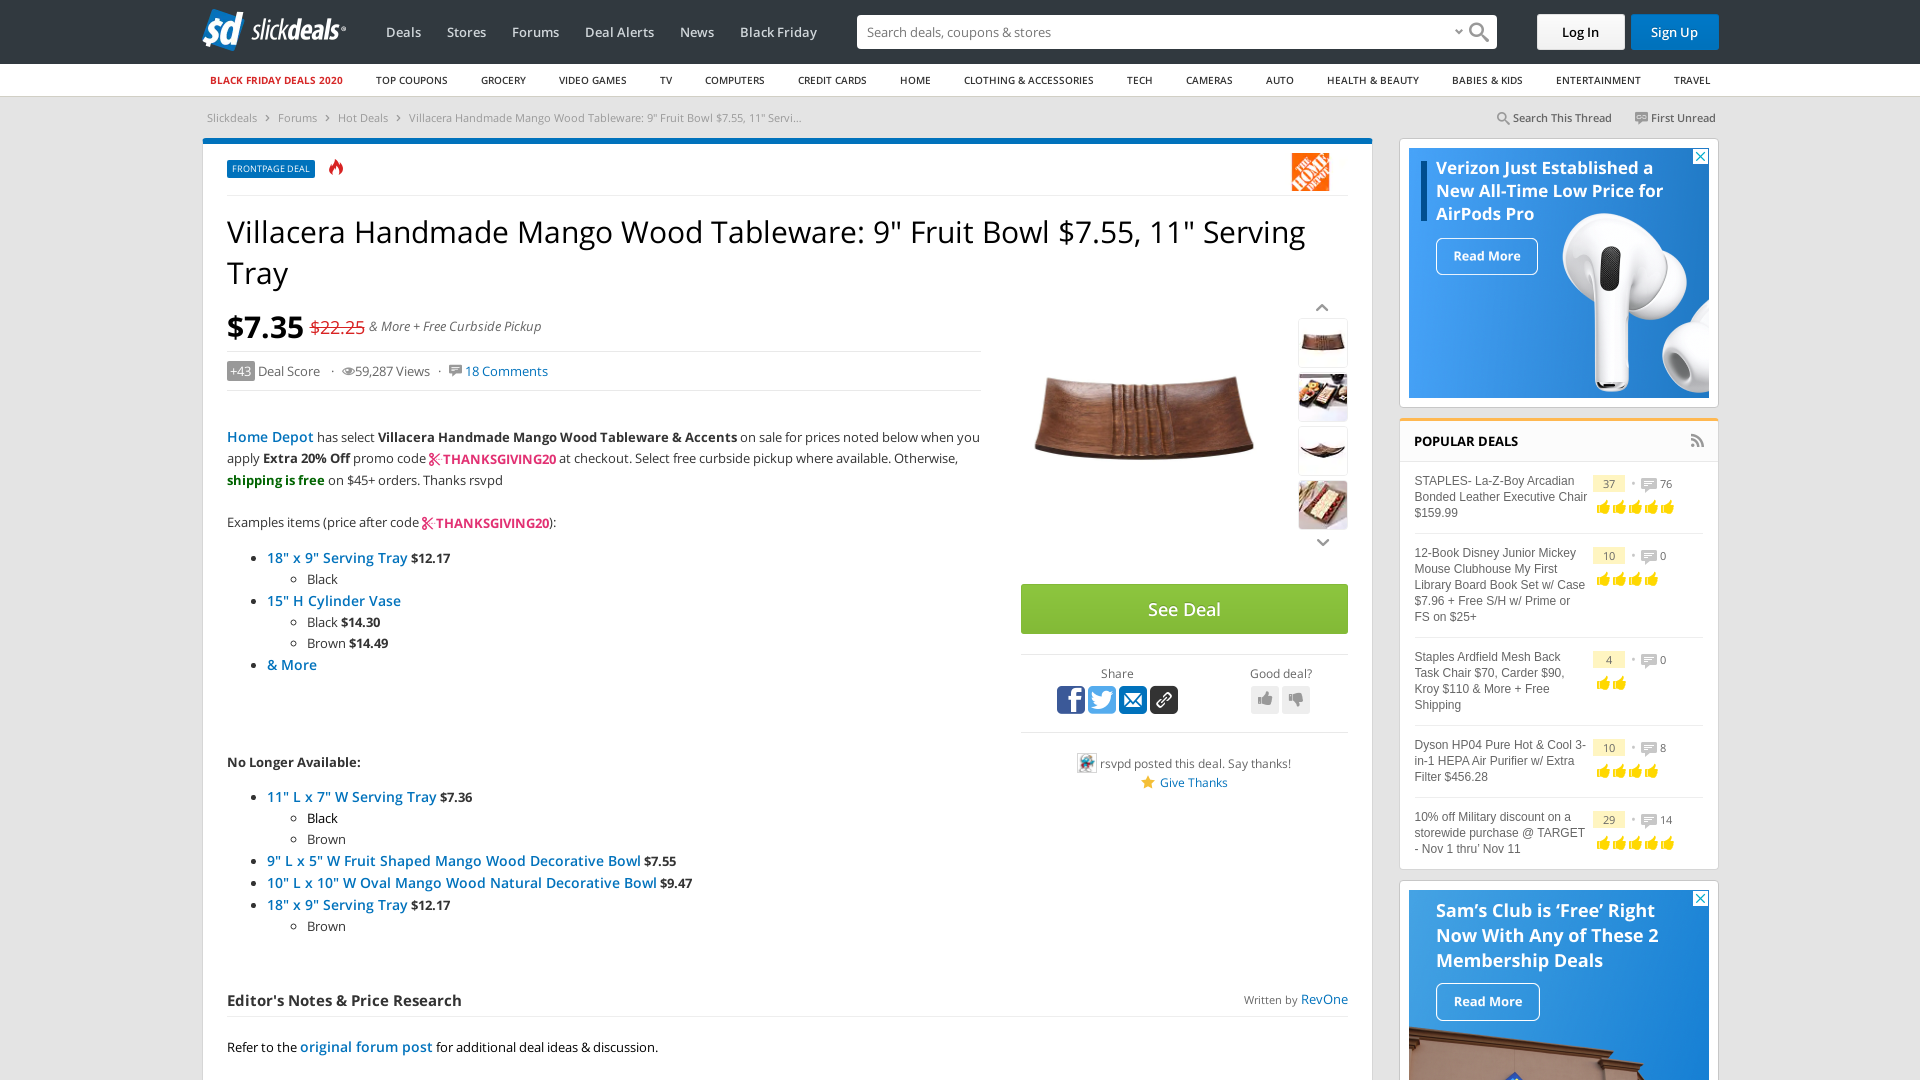 sd slickdeals
Deals Stores Forums Deal Alerts News Black Friday
Search deals, coupons & shopping
Log In Sign Up
BLACK FRIDAY DEALS 2020 TOP COUPONS GROCERY VIDEO GAMES TV COMPUTERS CREDIT CARDS HOME CLOTHING & ACCESSORIES TECH CAMERAS AUTO HEALTH & BEAUTY BABIES & KIDS ENTERTAINMENT TRAVEL
Slickdeals › Forums › Hot Deals › Villacera Handmade Mango Wood Tableware: 9" Fruit Bowl $7.55, 11" Servi...
Search This Thread First Unread
FRONTPAGE DEAL
THE HOME DEPOT
Villacera Handmade Mango Wood Tableware: 9" Fruit Bowl $7.55, 11" Serving
Tray
$7.35 $22.25 & More + Free Curbside Pickup
+43 Deal Score · 59,287 Views · 18 Comments
Home Depot has select Villacera Handmade Mango Wood Tableware & Accents on sale for prices noted below when you
apply Extra 20% Off promo code THANKSGIVING20 at checkout. Select free curbside pickup where available. Otherwise,
shipping is free on $45+ orders. Thanks rsvpd
Examples items (price after code THANKSGIVING20):
18" x 9" Serving Tray $12.17
Black
15" H Cylinder Vase
Black $14.30
Brown $14.49
& More
No Longer Available:
11" L x 7" W Serving Tray $7.36
Black
Brown
9" L x 5" W Fruit Shaped Mango Wood Decorative Bowl $7.55
10" L x 10" W Oval Mango Wood Natural Decorative Bowl $9.47
18" x 9" Serving Tray $12.17
Brown
See Deal
Share Good deal?
rsvpd posted this deal. Say thanks!
Give Thanks
Editor's Notes & Price Research
Written by RevOne
Refer to the original forum post for additional deal ideas & discussion.
Verizon Just Established a
New All-Time Low Price for
AirPods Pro
Read More
POPULAR DEALS
STAPLES- La-Z-Boy Arcadian
Bonded Leather Executive Chair
$159.99
37 • 76
12-Book Disney Junior Mickey
Mouse Clubhouse My First
Library Board Book Set w/ Case
$7.96 + Free S/H w/ Prime or
FS on $25+
10 • 0
Staples Ardfield Mesh Back
Task Chair $70, Carder $90,
Kroy $110 & More + Free
Shipping
4 • 0
Dyson HP04 Pure Hot & Cool 3-
in-1 HEPA Air Purifier w/ Extra
Filter $456.28
10 • 8
10% off Military discount on a
storewide purchase @ TARGET
- Nov 1 thru' Nov 11
29 • 14
Sam's Club is ‘Free’ Right
Now With Any of These 2
Membership Deals
Read More